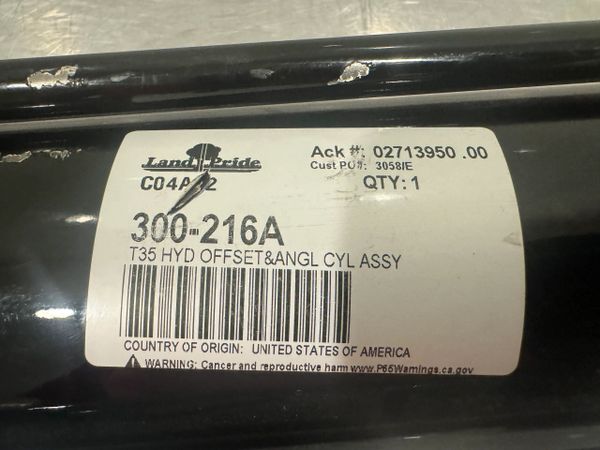 Land Pride
Ack #: 02713950 .00
Cust PO#: 3058/E
QTY: 1
300-216A
T35 HYD OFFSET&ANGL CYL ASSY
COUNTRY OF ORIGIN: UNITED STATES OF AMERICA
WARNING: Cancer and reproductive harm www.P65Warnings.ca.gov